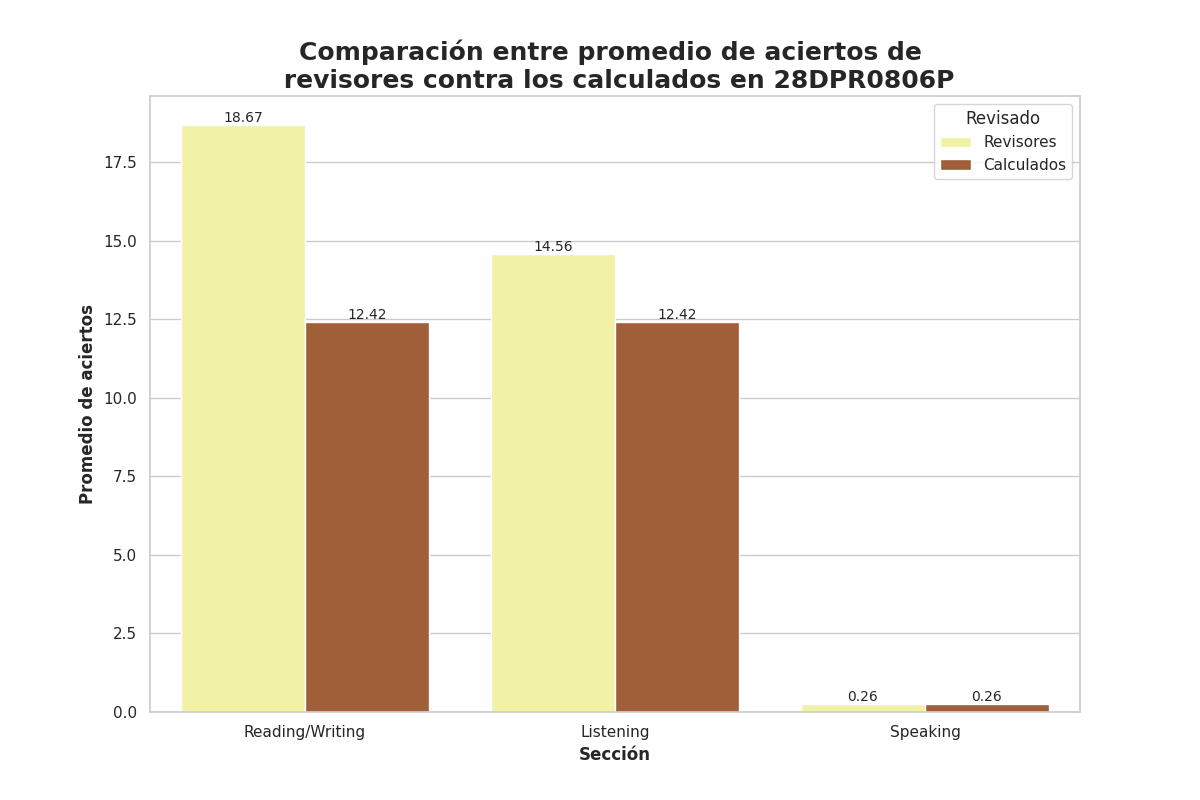 Comparación entre promedio de aciertos de
revisores contra los calculados en 28DPR0806P
Revisado
Revisores
Calculados
18.67
12.42
14.56
12.42
0.26
0.26
17.5
15.0
12.5
10.0
7.5
5.0
2.5
0.0
Promedio de aciertos
Reading/Writing
Listening
Speaking
Sección